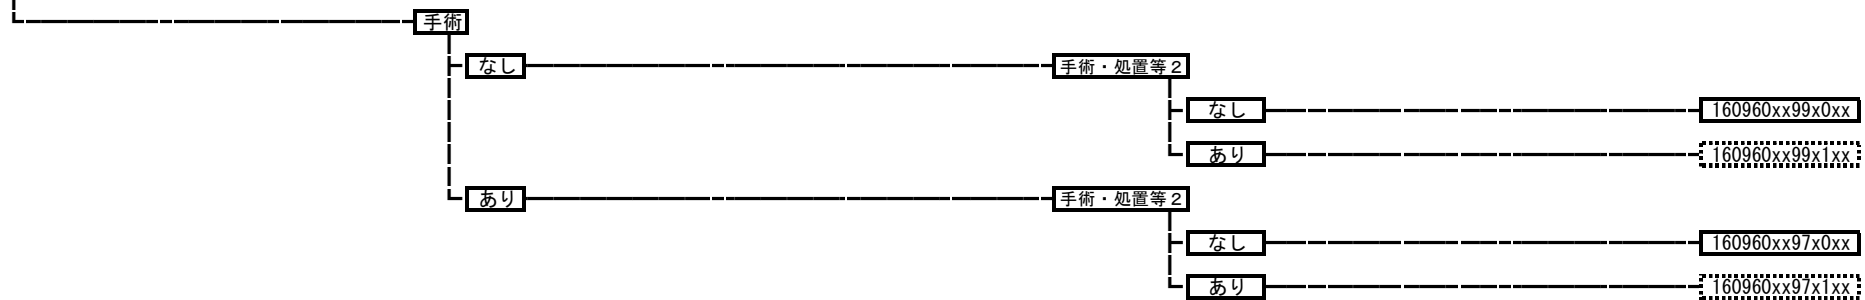 手術
なし 手術・処置等2
なし 160960xx99x0xx
あり 160960xx99x1xx
あり 手術・処置等2
なし 160960xx97x0xx
あり 160960xx97x1xx